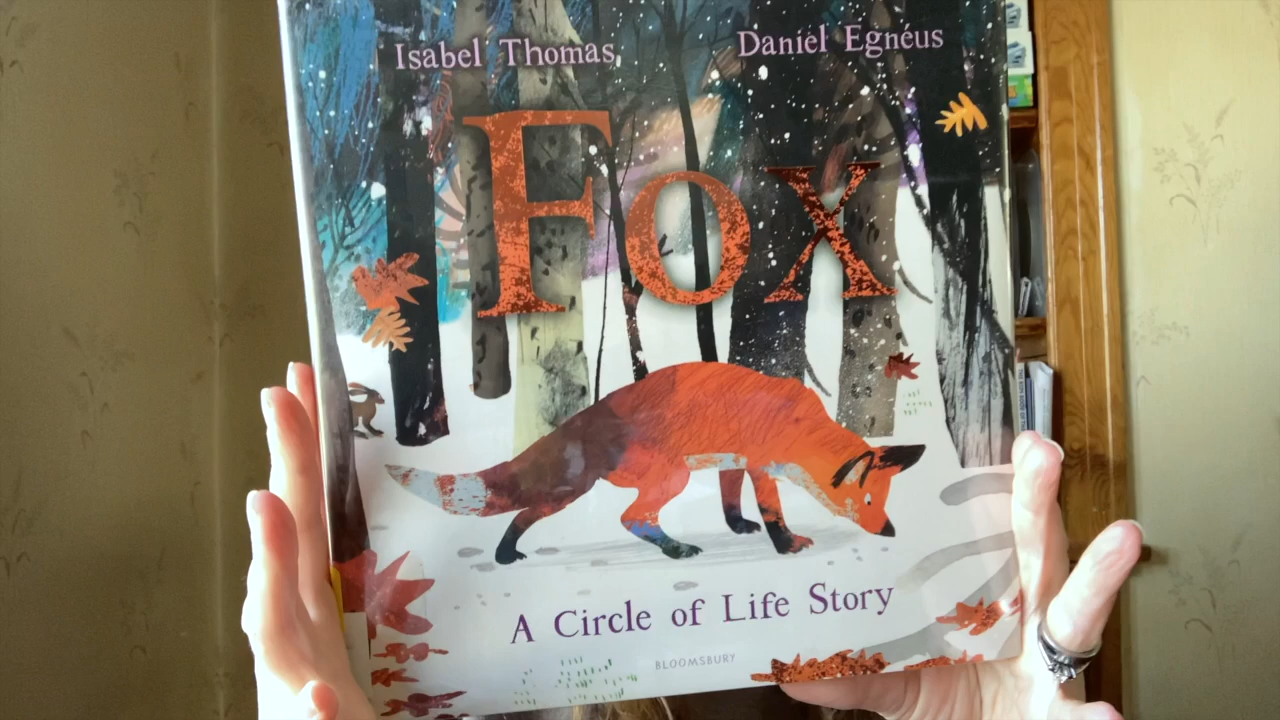 Isabel Thomas
Daniel Egnéus
Fox
A Circle of Life Story
BLOOMSBURY